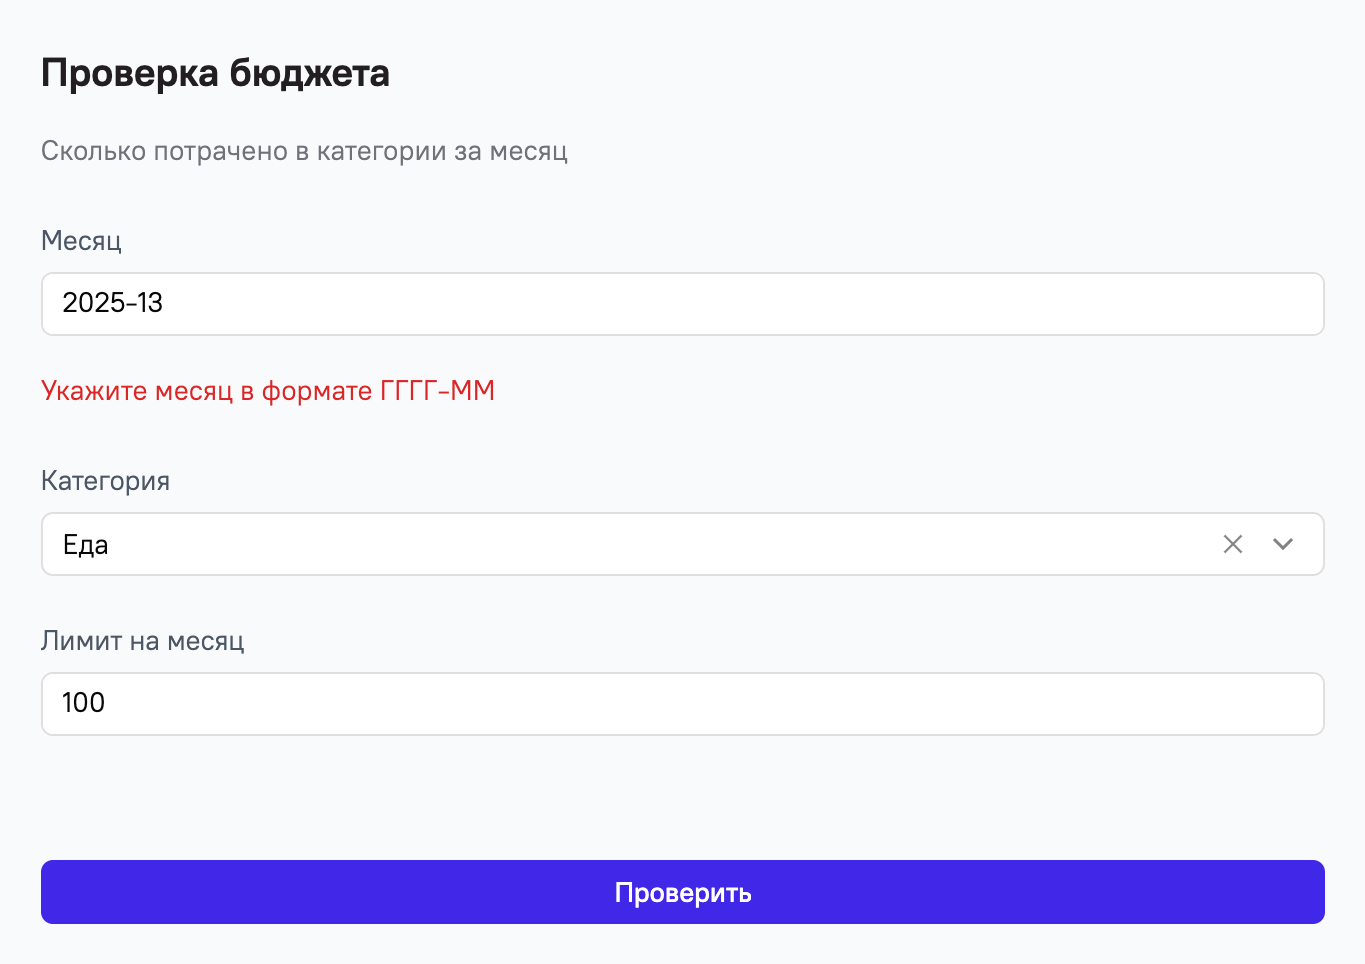 Проверка бюджета
Сколько потрачено в категории за месяц
Месяц
2025-13
Укажите месяц в формате ГГГГ-ММ
Категория
Еда
Лимит на месяц
100
Проверить